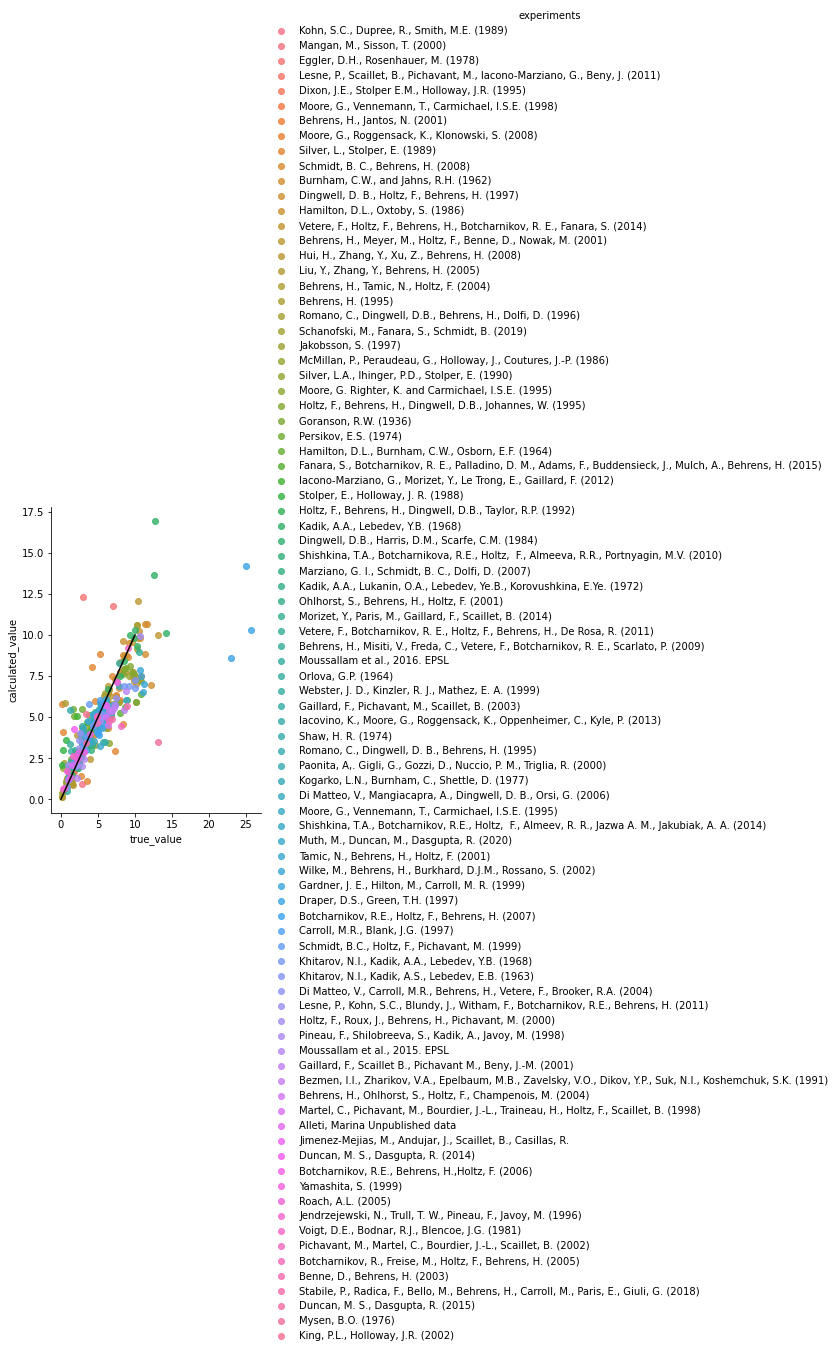 experiments
Kohn, S.C., Dupree, R., Smith, M.E. (1989)
Mangan, M., Sisson, T. (2000)
Eggler, D.H., Rosenhauer, M. (1978)
Lesne, P., Scaillet, B., Pichavant, M., Iacono-Marziano, G., Beny, J. (2011)
Dixon, J.E., Stolper E.M., Holloway, J.R. (1995)
Moore, G., Vennemann, T., Carmichael, I.S.E. (1998)
Behrens, H., Jantos, N. (2001)
Moore, G., Roggensack, K., Klonowski, S. (2008)
Silver, L., Stolper, E. (1989)
Schmidt, B. C., Behrens, H. (2008)
Burnham, C.W., and Jahns, R.H. (1962)
Dingwell, D. B., Holtz, F., Behrens, H. (1997)
Hamilton, D.L., Oxtoby, S. (1986)
Vetere, F., Holtz, F., Behrens, H., Botcharnikov, R. E., Fanara, S. (2014)
Behrens, H., Meyer, M., Holtz, F., Benne, D., Nowak, M. (2001)
Hui, H., Zhang, Y., Xu, Z., Behrens, H. (2008)
Liu, Y., Zhang, Y., Behrens, H. (2005)
Behrens, H., Tamic, N., Holtz, F. (2004)
Behrens, H. (1995)
Romano, C., Dingwell, D.B., Behrens, H., Dolfi, D. (1996)
Schanofski, M., Fanara, S., Schmidt, B. (2019)
Jakobsson, S. (1997)
McMillan, P., Peraudeau, G., Holloway, J., Coutures, J.-P. (1986)
Silver, L.A., Ihinger, P.D., Stolper, E. (1990)
Moore, G. Righter, K. and Carmichael, I.S.E. (1995)
Holtz, F., Behrens, H., Dingwell, D.B., Johannes, W. (1995)
Goranson, R.W. (1936)
Persikov, E.S. (1974)
Hamilton, D.L., Burnham, C.W., Osborn, E.F. (1964)
Fanara, S., Botcharnikov, R. E., Palladino, D. M., Adams, F., Buddensieck, J., Mulch, A., Behrens, H. (2015)
Iacono-Marziano, G., Morizet, Y., Le Trong, E., Gaillard, F. (2012)
Stolper, E., Holloway, J. R. (1988)
Holtz, F., Behrens, H., Dingwell, D.B., Taylor, R.P. (1992)
Kadik, A.A., Lebedev, Y.B. (1968)
Dingwell, D.B., Harris, D.M., Scarfe, C.M. (1984)
Shishkina, T.A., Botcharnikova, R.E., Holtz,  F., Almeeva, R.R., Portnyagin, M.V. (2010)
Marziano, G. I., Schmidt, B. C., Dolfi, D. (2007)
Kadik, A.A., Lukanin, O.A., Lebedev, Ye.B., Korovushkina, E.Ye. (1972)
Ohlhorst, S., Behrens, H., Holtz, F. (2001)
Morizet, Y., Paris, M., Gaillard, F., Scaillet, B. (2014)
Vetere, F., Botcharnikov, R. E., Holtz, F., Behrens, H., De Rosa, R. (2011)
Behrens, H., Misiti, V., Freda, C., Vetere, F., Botcharnikov, R. E., Scarlato, P. (2009)
Moussallam et al., 2016. EPSL
Orlova, G.P. (1964)
Webster, J. D., Kinzler, R. J., Mathez, E. A. (1999)
Gaillard, F., Pichavant, M., Scaillet, B. (2003)
Iacovino, K., Moore, G., Roggensack, K., Oppenheimer, C., Kyle, P. (2013)
Shaw, H. R. (1974)
Romano, C., Dingwell, D. B., Behrens, H. (1995)
Paonita, A,. Gigli, G., Gozzi, D., Nuccio, P. M., Triglia, R. (2000)
Kogarko, L.N., Burnham, C., Shettle, D. (1977)
Di Matteo, V., Mangiacapra, A., Dingwell, D. B., Orsi, G. (2006)
Moore, G., Vennemann, T., Carmichael, I.S.E. (1995)
Shishkina, T.A., Botcharnikov, R.E., Holtz,  F., Almeev, R. R., Jazwa A. M., Jakubiak, A. A. (2014)
Muth, M., Duncan, M., Dasgupta, R. (2020)
Tamic, N., Behrens, H., Holtz, F. (2001)
Wilke, M., Behrens, H., Burkhard, D.J.M., Rossano, S. (2002)
Gardner, J. E., Hilton, M., Carroll, M. R. (1999)
Draper, D.S., Green, T.H. (1997)
Botcharnikov, R.E., Holtz, F., Behrens, H. (2007)
Carroll, M.R., Blank, J.G. (1997)
Schmidt, B.C., Holtz, F., Pichavant, M. (1999)
Khitarov, N.I., Kadik, A.A., Lebedev, Y.B. (1968)
Khitarov, N.I., Kadik, A.S., Lebedev, E.B. (1963)
Di Matteo, V., Carroll, M.R., Behrens, H., Vetere, F., Brooker, R.A. (2004)
Lesne, P., Kohn, S.C., Blundy, J., Witham, F., Botcharnikov, R.E., Behrens, H. (2011)
Holtz, F., Roux, J., Behrens, H., Pichavant, M. (2000)
Pineau, F., Shilobreeva, S., Kadik, A., Javoy, M. (1998)
Moussallam et al., 2015. EPSL
Gaillard, F., Scaillet B., Pichavant M., Beny, J.-M. (2001)
Bezmen, I.I., Zharikov, V.A., Epelbaum, M.B., Zavelsky, V.O., Dikov, Y.P., Suk, N.I., Koshemchuk, S.K. (1991)
Behrens, H., Ohlhorst, S., Holtz, F., Champenois, M. (2004)
Martel, C., Pichavant, M., Bourdier, J.-L., Traineau, H., Holtz, F., Scaillet, B. (1998)
Alleti, Marina Unpublished data
Jimenez-Mejias, M., Andujar, J., Scaillet, B., Casillas, R.
Duncan, M. S., Dasgupta, R. (2014)
Botcharnikov, R.E., Behrens, H.,Holtz, F. (2006)
Yamashita, S. (1999)
Roach, A.L. (2005)
Jendrzejewski, N., Trull, T. W., Pineau, F., Javoy, M. (1996)
Voigt, D.E., Bodnar, R.J., Blencoe, J.G. (1981)
Pichavant, M., Martel, C., Bourdier, J.-L., Scaillet, B. (2002)
Botcharnikov, R., Freise, M., Holtz, F., Behrens, H. (2005)
Benne, D., Behrens, H. (2003)
Stabile, P., Radica, F., Bello, M., Behrens, H., Carroll, M., Paris, E., Giuli, G. (2018)
Duncan, M. S., Dasgupta, R. (2015)
Mysen, B.O. (1976)
King, P.L., Holloway, J.R. (2002)
17.5
15.0
12.5
10.0
7.5
5.0
2.5
0.0
calculated_value
0 5 10 15 20 25
true_value